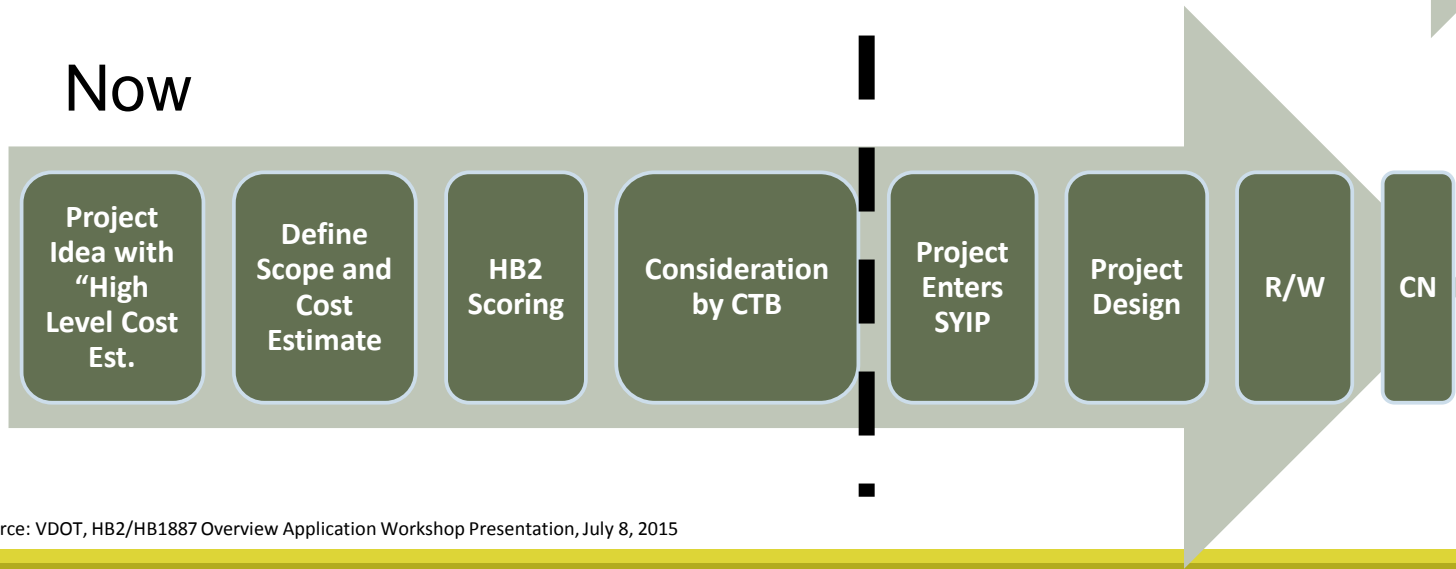 Now
Project
Idea with
“High
Level Cost
Est.
Define
Scope and
Cost
Estimate
HB2
Scoring
Consideration
by CTB
Project
Enters
SYIP
Project
Design
R/W
CN
rce: VDOT, HB2/HB1887 Overview Application Workshop Presentation, July 8, 2015